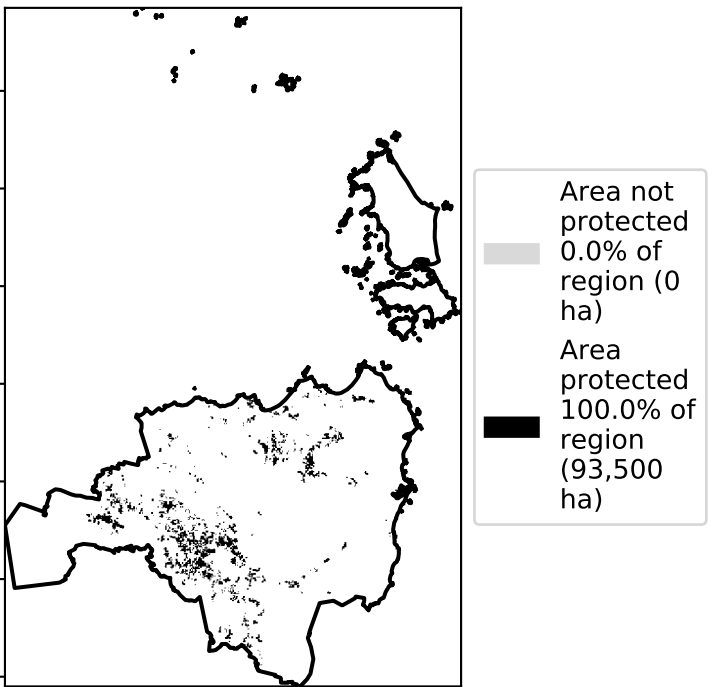 Area not
protected
0.0% of
region (0
ha)
Area
protected
100.0% of
region
(93,500
ha)